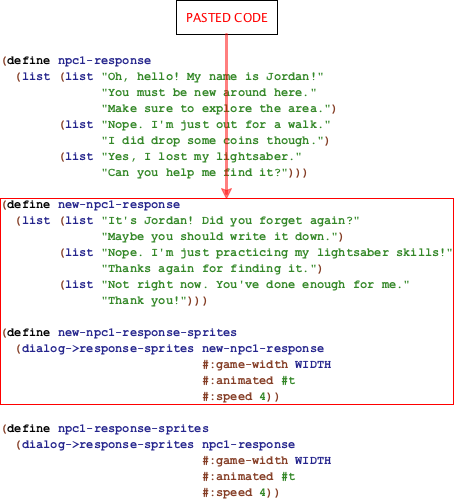 PASTED CODE
(define npc1-response
(list (list "Oh, hello! My name is Jordan!"
"You must be new around here."
"Make sure to explore the area.")
(list "Nope. I'm just out for a walk."
"I did drop some coins though.")
(list "Yes, I lost my lightsaber."
"Can you help me find it?")))
(define new-npc1-response
(list (list "It's Jordan! Did you forget again?"
"Maybe you should write it down.")
(list "Nope. I'm just practicing my lightsaber skills!"
"Thanks again for finding it.")
(list "Not right now. You've done enough for me."
"Thank you!")))
(define new-npc1-response-sprites
(dialog->response-sprites new-npc1-response
#:game-width WIDTH
#:animated #t
#:speed 4))
(define npc1-response-sprites
(dialog->response-sprites npc1-response
#:game-width WIDTH
#:animated #t
#:speed 4))